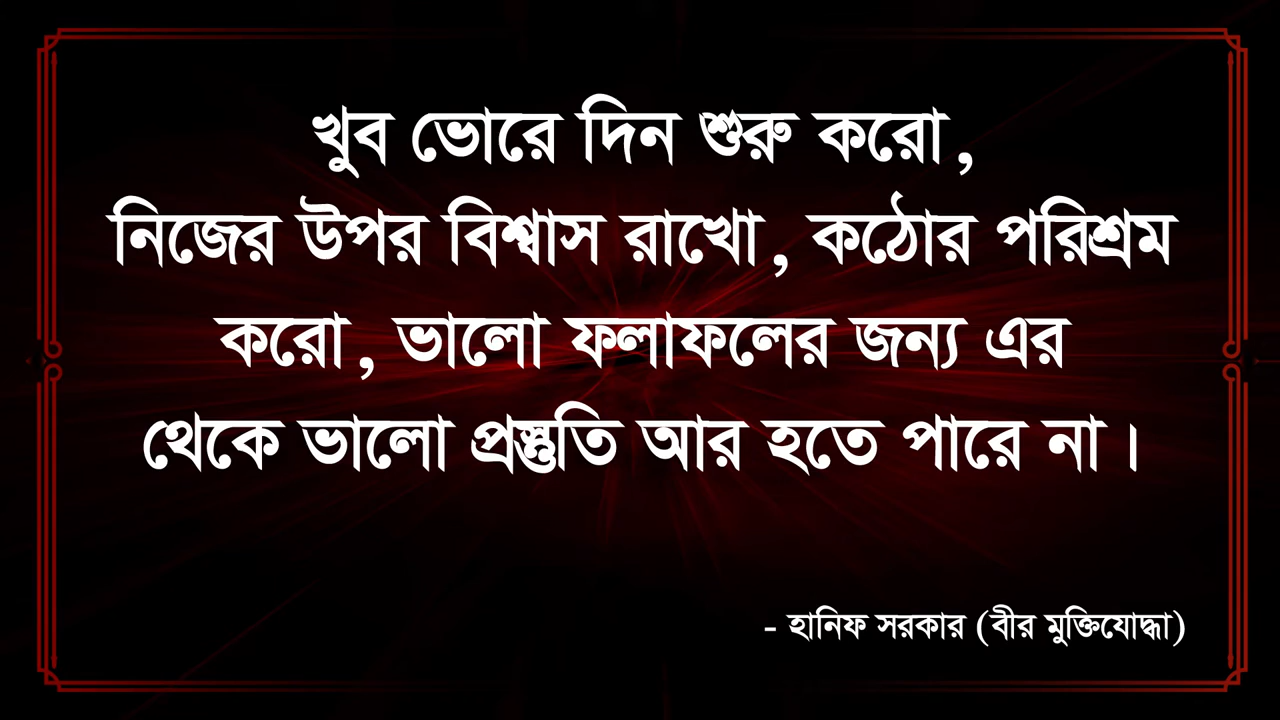 খুব ভোরে দিন শুরু করো,
নিজের উপর বিশ্বাস রাখো, কঠোর পরিশ্রম
করো, ভালো ফলাফলের জন্য এর
থেকে ভালো প্রস্তুতি আর হতে পারে না।
- হানিফ সরকার (বীর মুক্তিযোদ্ধা)